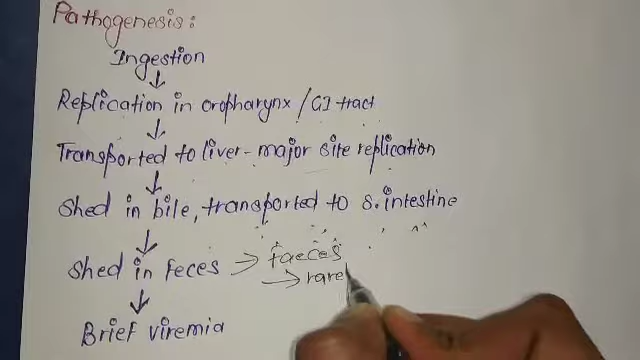 Pathogenesis:
Ingestion
Replication in oropharynx / GI tract
Transported to liver - major site replication
Shed in bile, transported to s. intestine
Shed in Feces → faeces
→ rare
Brief viremia